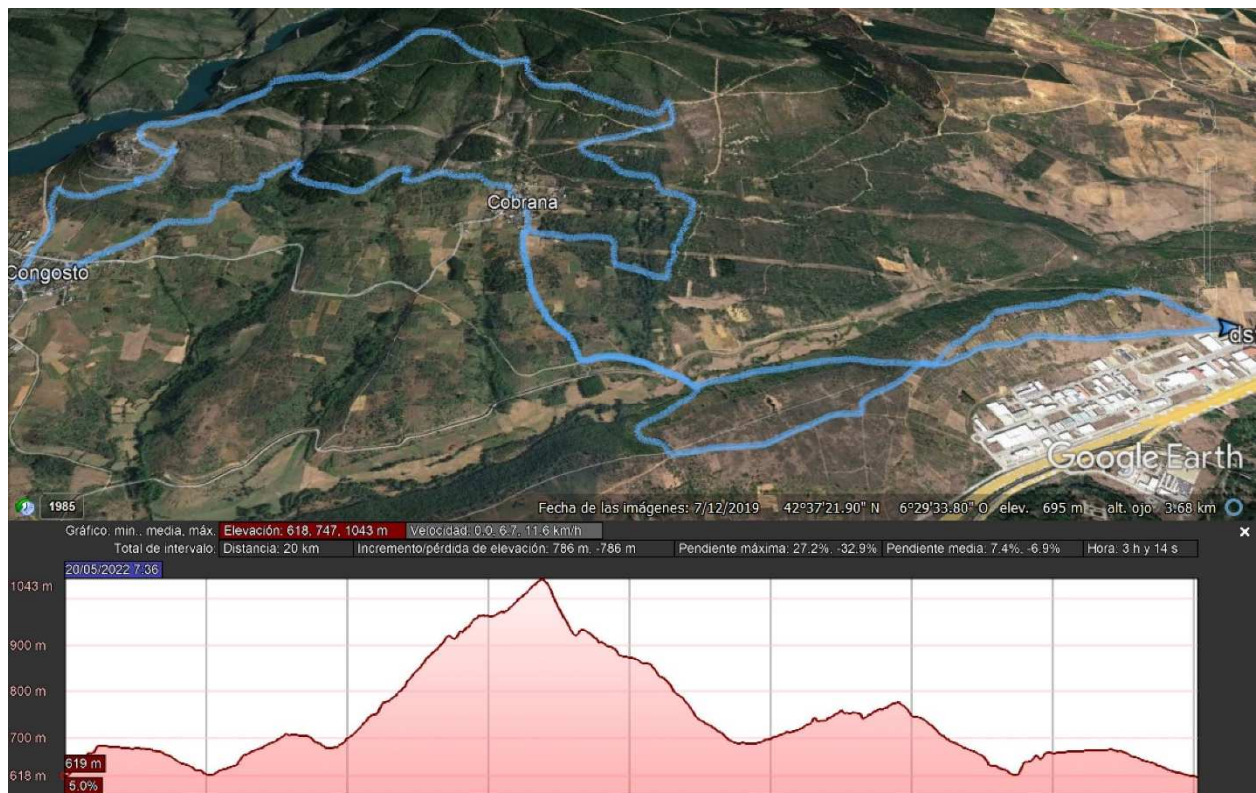 Cobrana
Congosto
ds
Google Earth
1985
Fecha de las imágenes: 7/12/2019 42°37'21.90" N 6°29'33.80" O elev. 695 m alt. ojo 3.68 km
Gráfico: min., media, máx. Elevación: 618, 747, 1043 m Velocidad: 0.0, 6.7, 11.6 km/h
Total de intervalo: Distancia: 20 km Incremento/pérdida de elevación: 786 m, -786 m Pendiente máxima: 27.2%, -32.9% Pendiente media: 7.4%, -6.9% Hora: 3 h y 14 s
20/05/2022 7:36
1043 m
900 m
800 m
700 m
619 m
618 m
5.0%